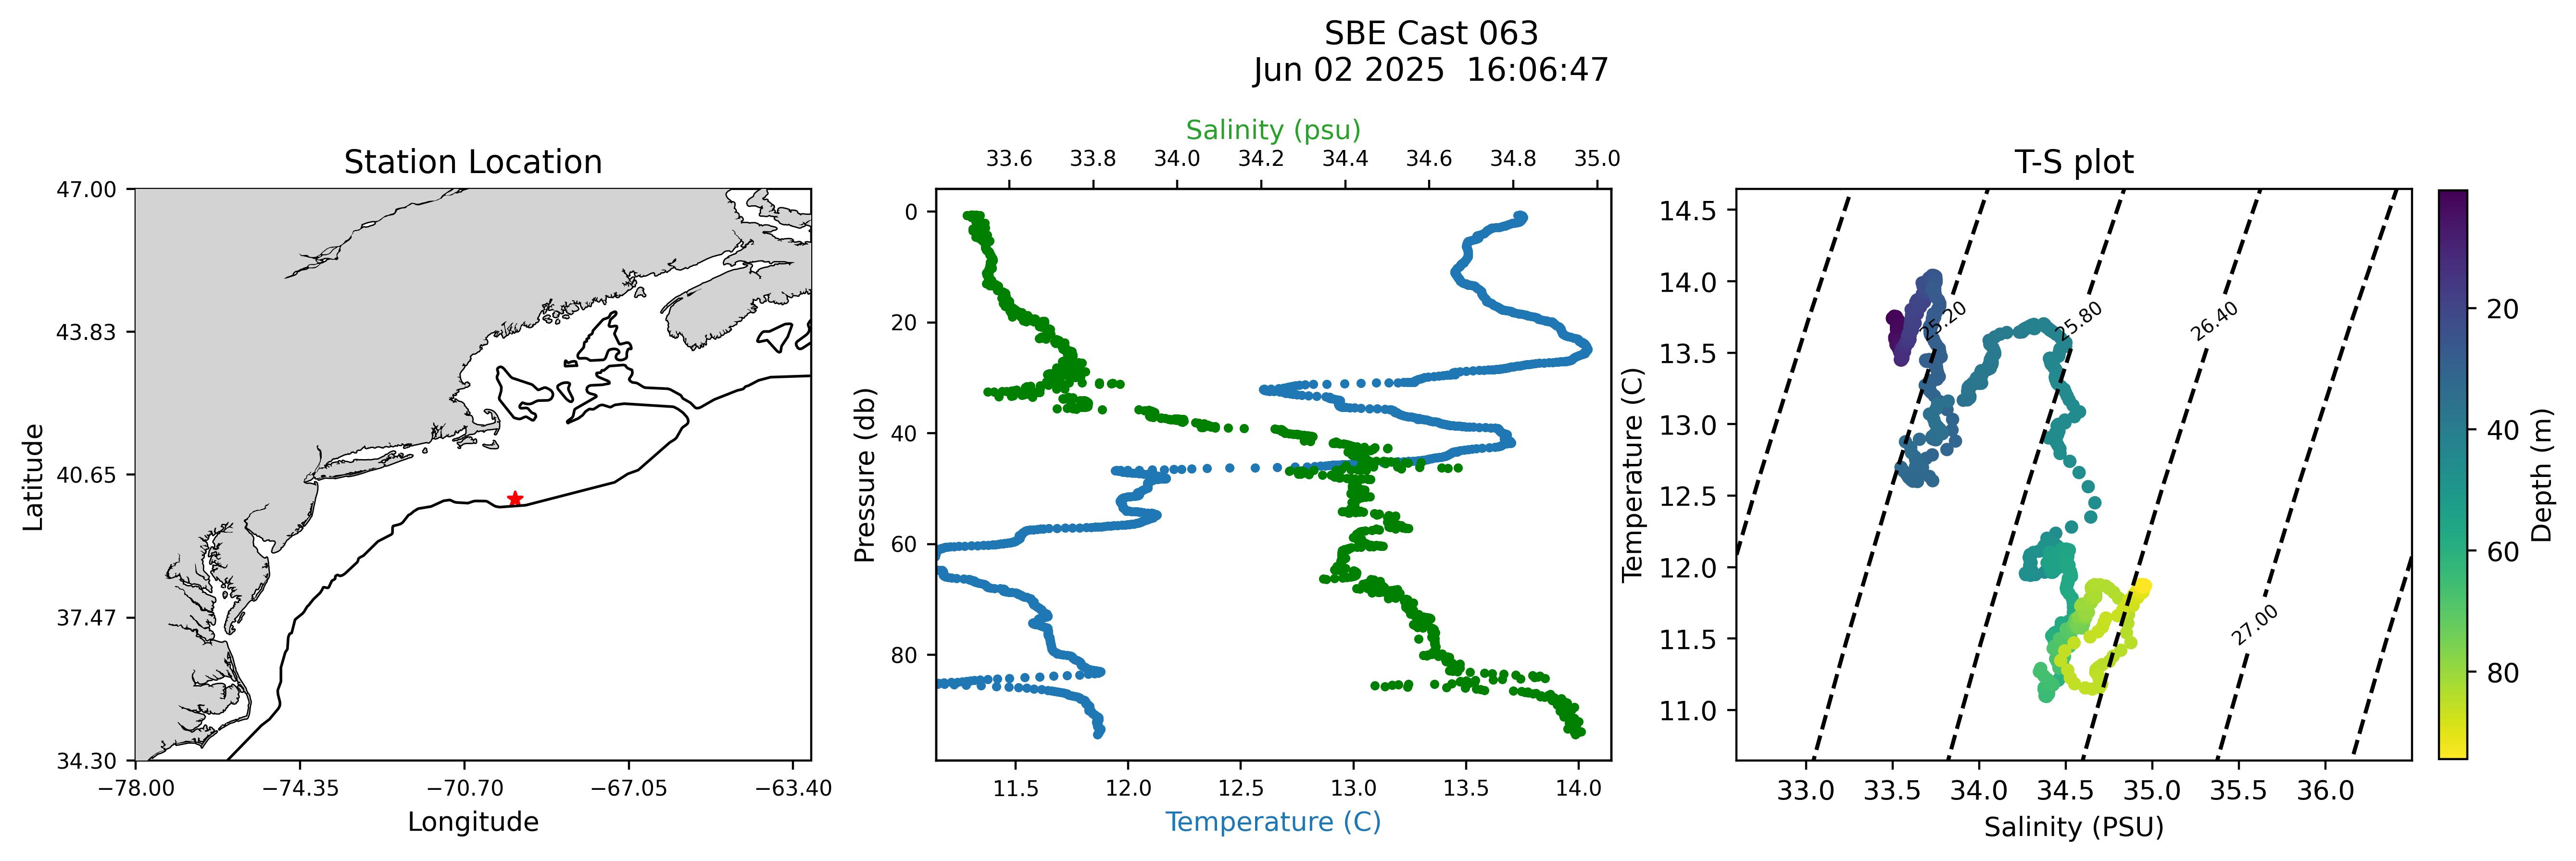 SBE Cast 063
Jun 02 2025  16:06:47
Station Location
47.00
43.83
40.65
37.47
34.30
Latitude
−78.00 −74.35 −70.70 −67.05 −63.40
Longitude
Salinity (psu)
33.6 33.8 34.0 34.2 34.4 34.6 34.8 35.0
0
20
40
60
80
Pressure (db)
11.5 12.0 12.5 13.0 13.5 14.0
Temperature (C)
T-S plot
14.5
14.0
13.5
13.0
12.5
12.0
11.5
11.0
Temperature (C)
25.20
25.80
26.40
27.00
33.0 33.5 34.0 34.5 35.0 35.5 36.0
Salinity (PSU)
20
40
60
80
Depth (m)